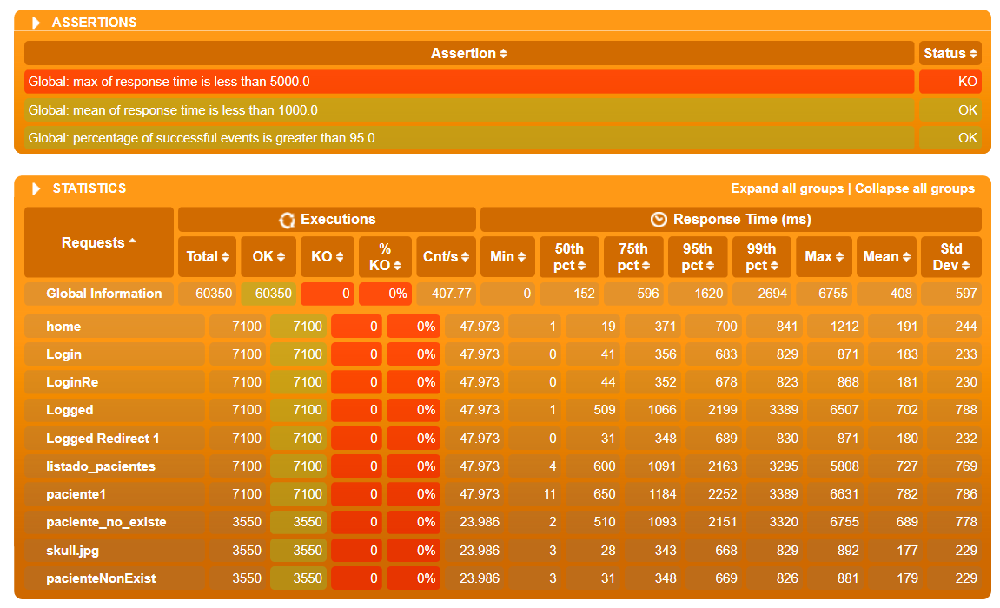 ASSERTIONS
Assertion Status
Global: max of response time is less than 5000.0 KO
Global: mean of response time is less than 1000.0 OK
Global: percentage of successful events is greater than 95.0 OK
STATISTICS Expand all groups | Collapse all groups
Requests Executions Response Time (ms)
Total OK KO % KO Cnt/s Min 50th pct 75th pct 95th pct 99th pct Max Mean Std Dev
Global Information 60350 60350 0 0% 407.77 0 152 596 1620 2694 6755 408 597
home 7100 7100 0 0% 47.973 1 19 371 700 841 1212 191 244
Login 7100 7100 0 0% 47.973 0 41 356 683 829 871 183 233
LoginRe 7100 7100 0 0% 47.973 0 44 352 678 823 868 181 230
Logged 7100 7100 0 0% 47.973 1 509 1066 2199 3389 6507 702 788
Logged Redirect 1 7100 7100 0 0% 47.973 0 31 348 689 830 871 180 232
listado_pacientes 7100 7100 0 0% 47.973 4 600 1091 2163 3295 5808 727 769
paciente1 7100 7100 0 0% 47.973 11 650 1184 2252 3389 6631 782 786
paciente_no_existe 3550 3550 0 0% 23.986 2 510 1093 2151 3320 6755 689 778
skull.jpg 3550 3550 0 0% 23.986 3 28 343 668 829 892 177 229
pacienteNonExist 3550 3550 0 0% 23.986 3 31 348 669 826 881 179 229